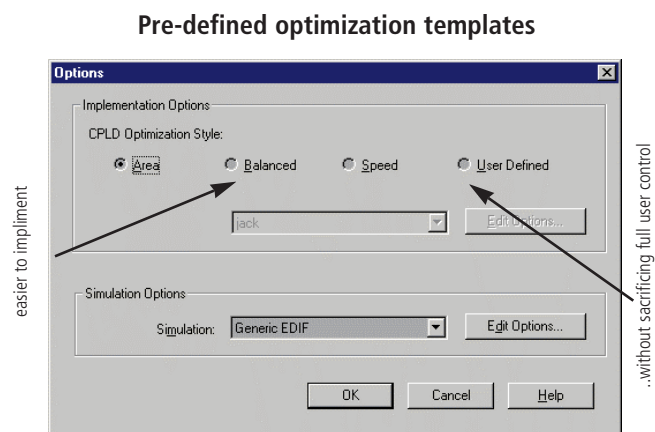 Pre-defined optimization templates
Options
Implementation Options
CPLD Optimization Style:
Area Balanced Speed User Defined
jack Edit Options...
Simulation Options
Simulation: Generic EDIF Edit Options...
OK Cancel Help
easier to impliment
..without sacrificing full user control